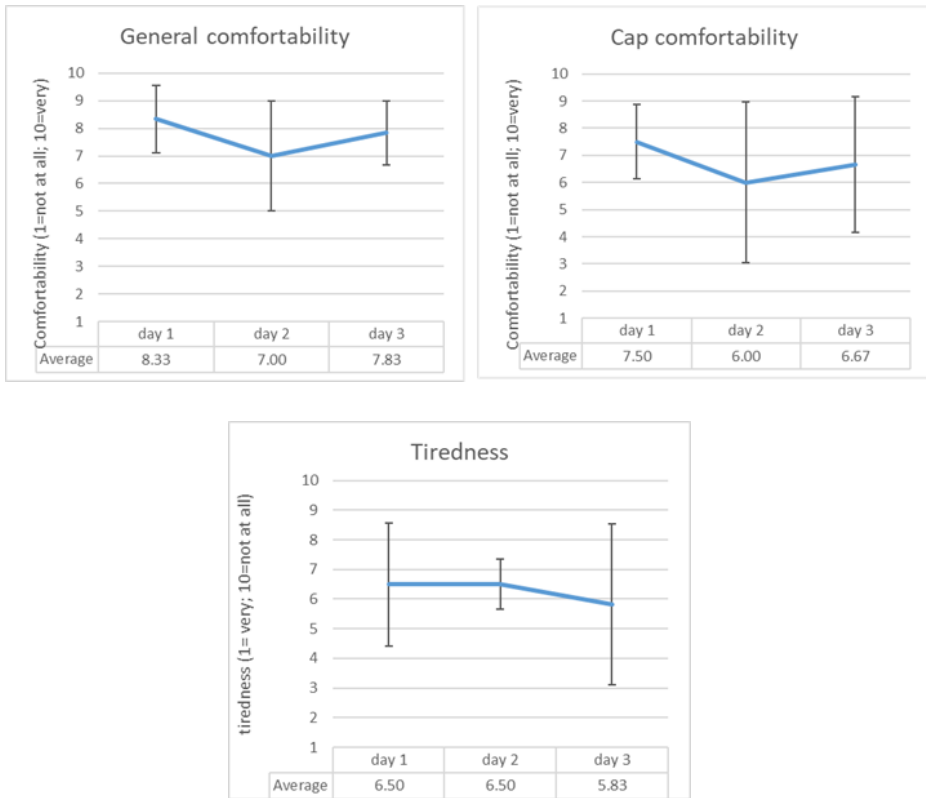 General comfortability
Comfortability (1=not at all; 10=very)
10
9
8
7
6
5
4
3
2
1
day 1 day 2 day 3
Average 8.33 7.00 7.83
Cap comfortability
Comfortability (1=not at all; 10=very)
10
9
8
7
6
5
4
3
2
1
day 1 day 2 day 3
Average 7.50 6.00 6.67
Tiredness
tiredness (1= very; 10=not at all)
10
9
8
7
6
5
4
3
2
1
day 1 day 2 day 3
Average 6.50 6.50 5.83